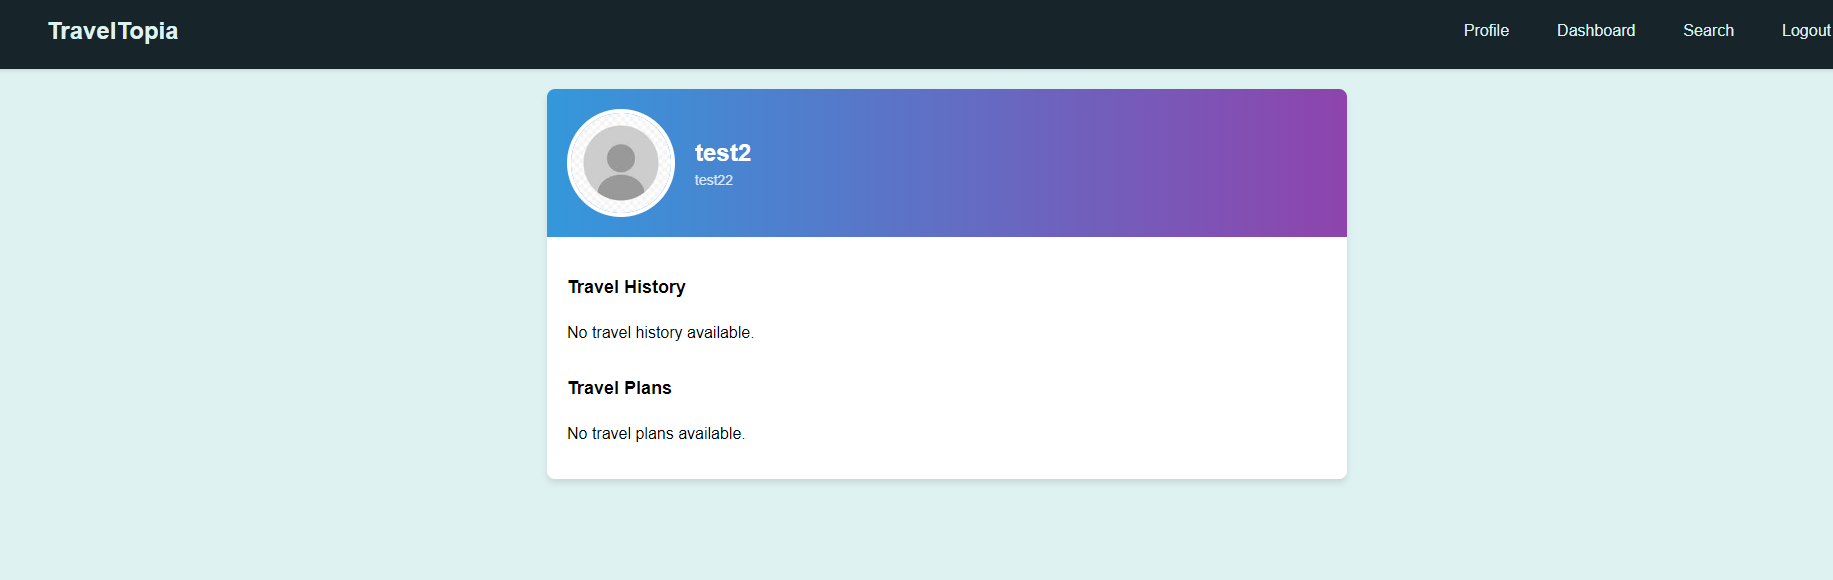 TravelTopia
Profile Dashboard Search Logout
test2
test22
Travel History
No travel history available.
Travel Plans
No travel plans available.